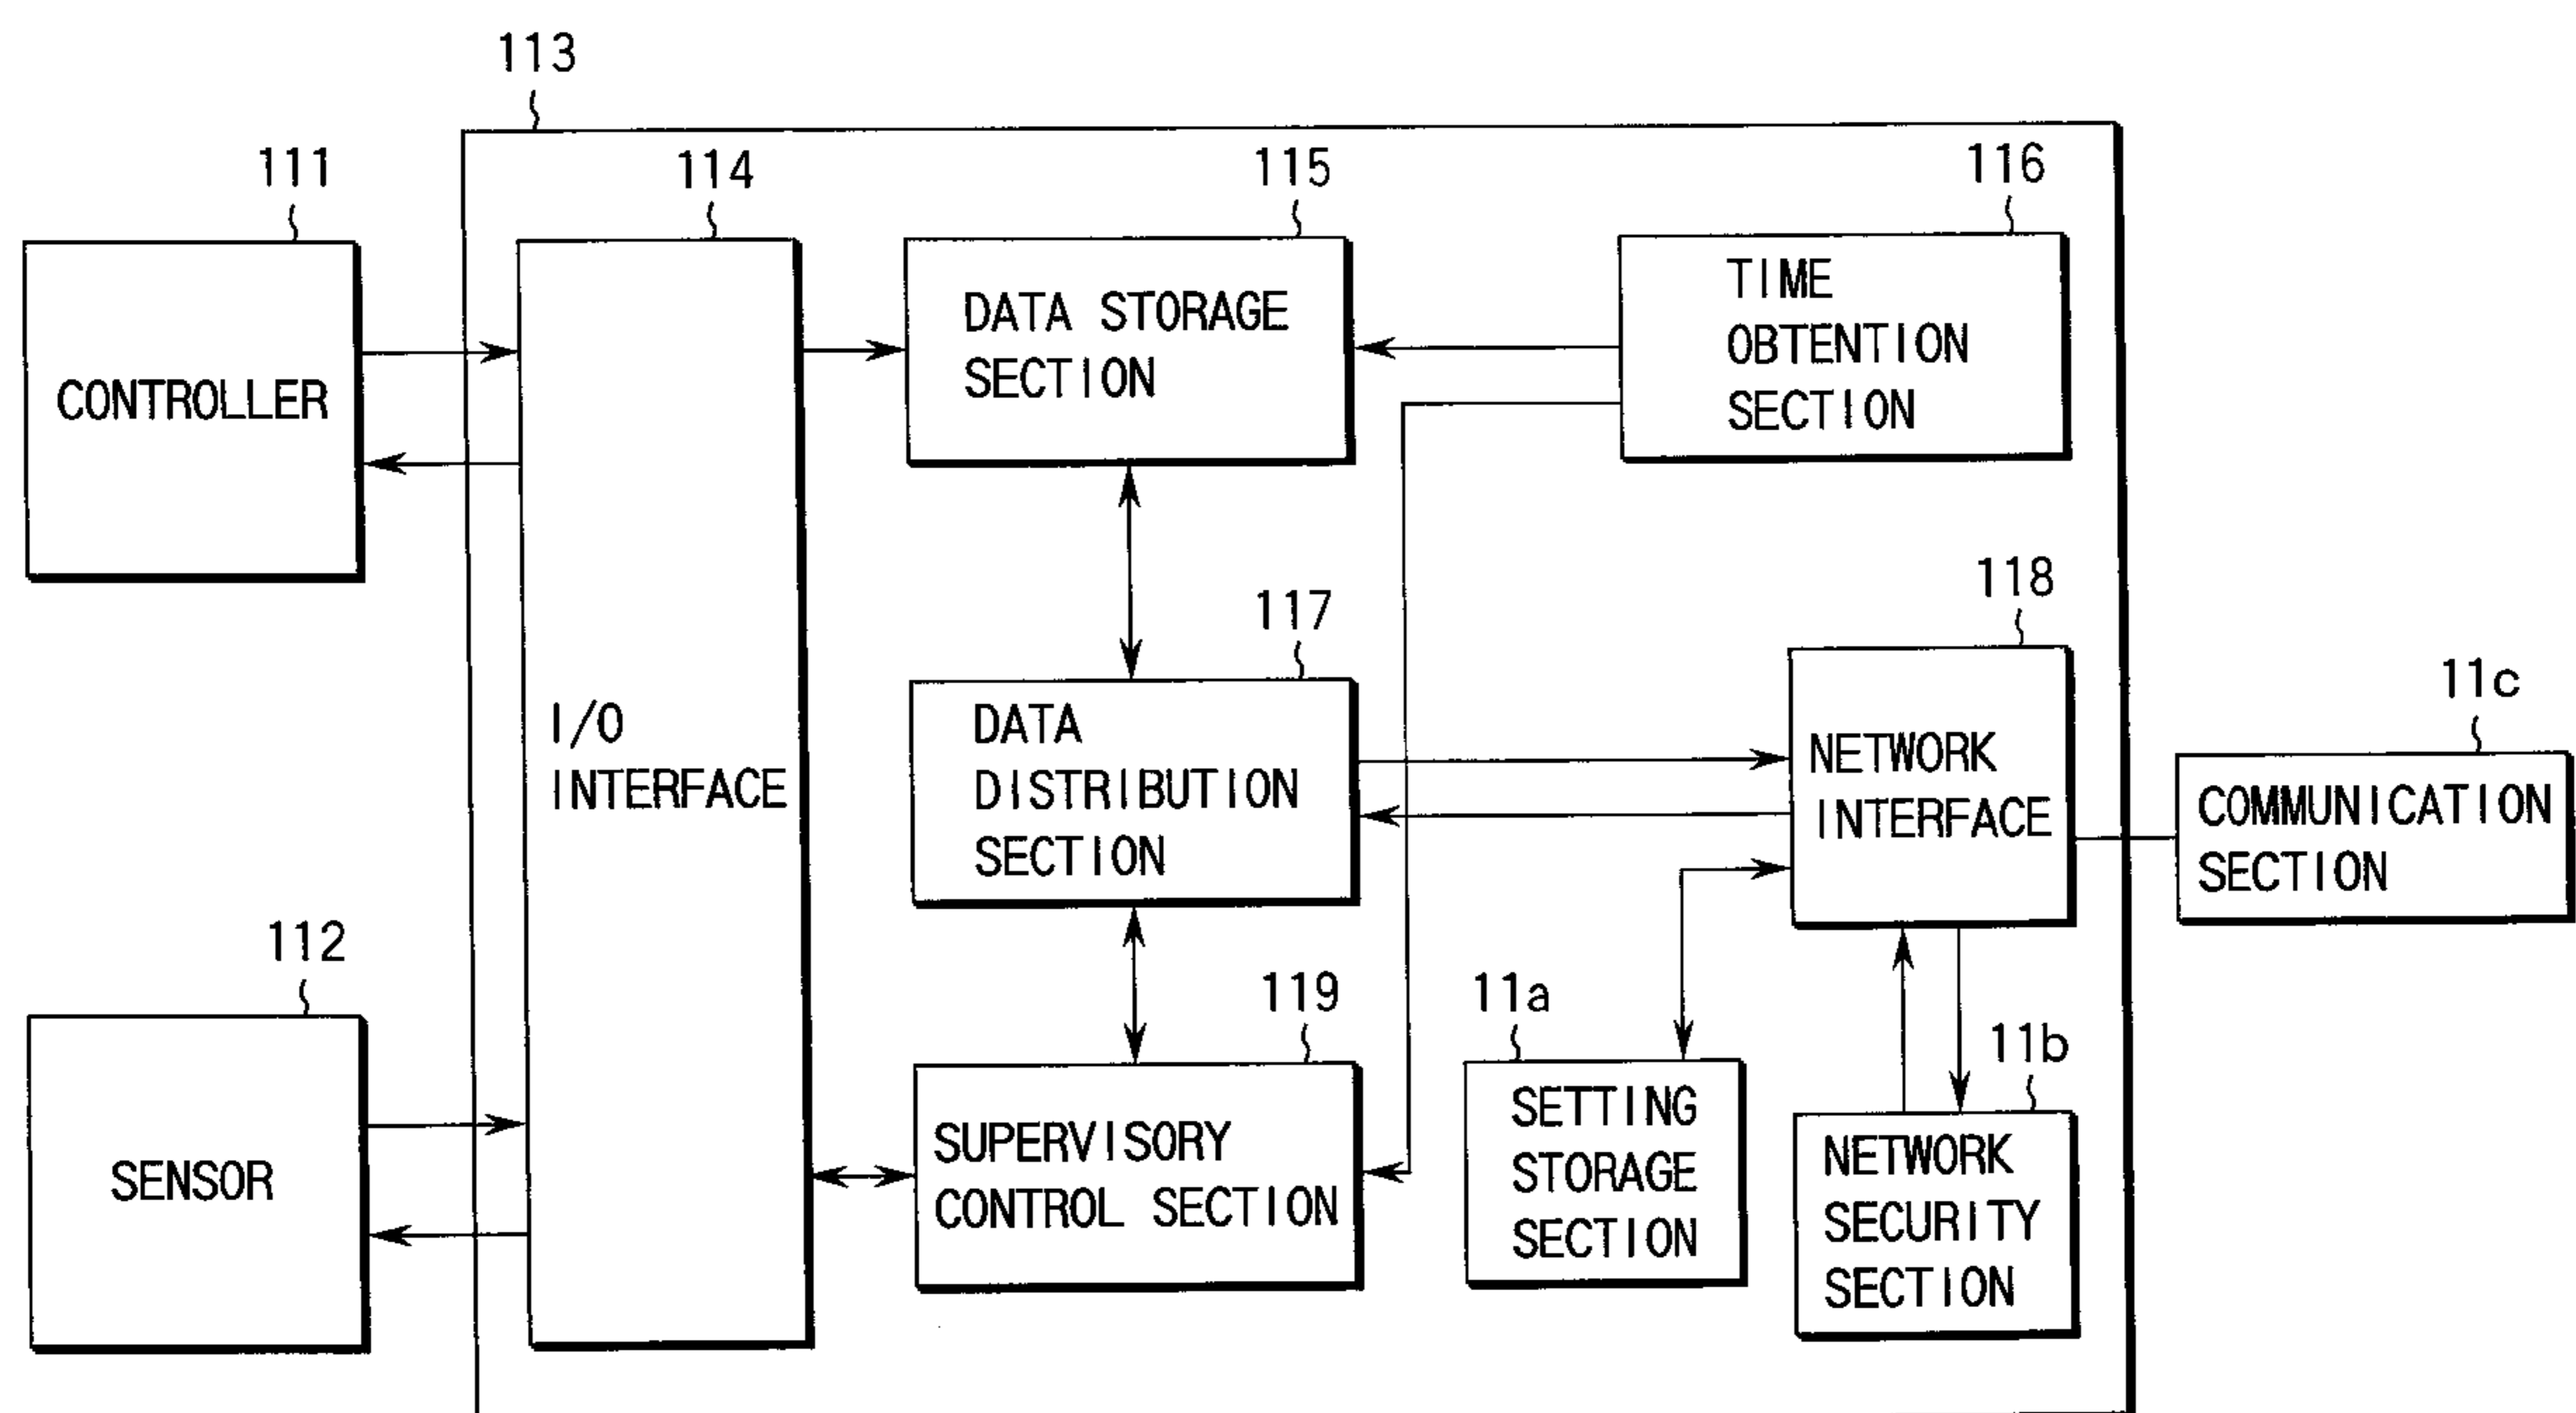 113
111
114
115
116
CONTROLLER
DATA STORAGE
SECTION
TIME
OBTENTION
SECTION
117
118
11c
I/O
INTERFACE
DATA
DISTRIBUTION
SECTION
NETWORK
INTERFACE
COMMUNICATION
SECTION
112
119
11a
11b
SENSOR
SUPERVISORY
CONTROL SECTION
SETTING
STORAGE
SECTION
NETWORK
SECURITY
SECTION